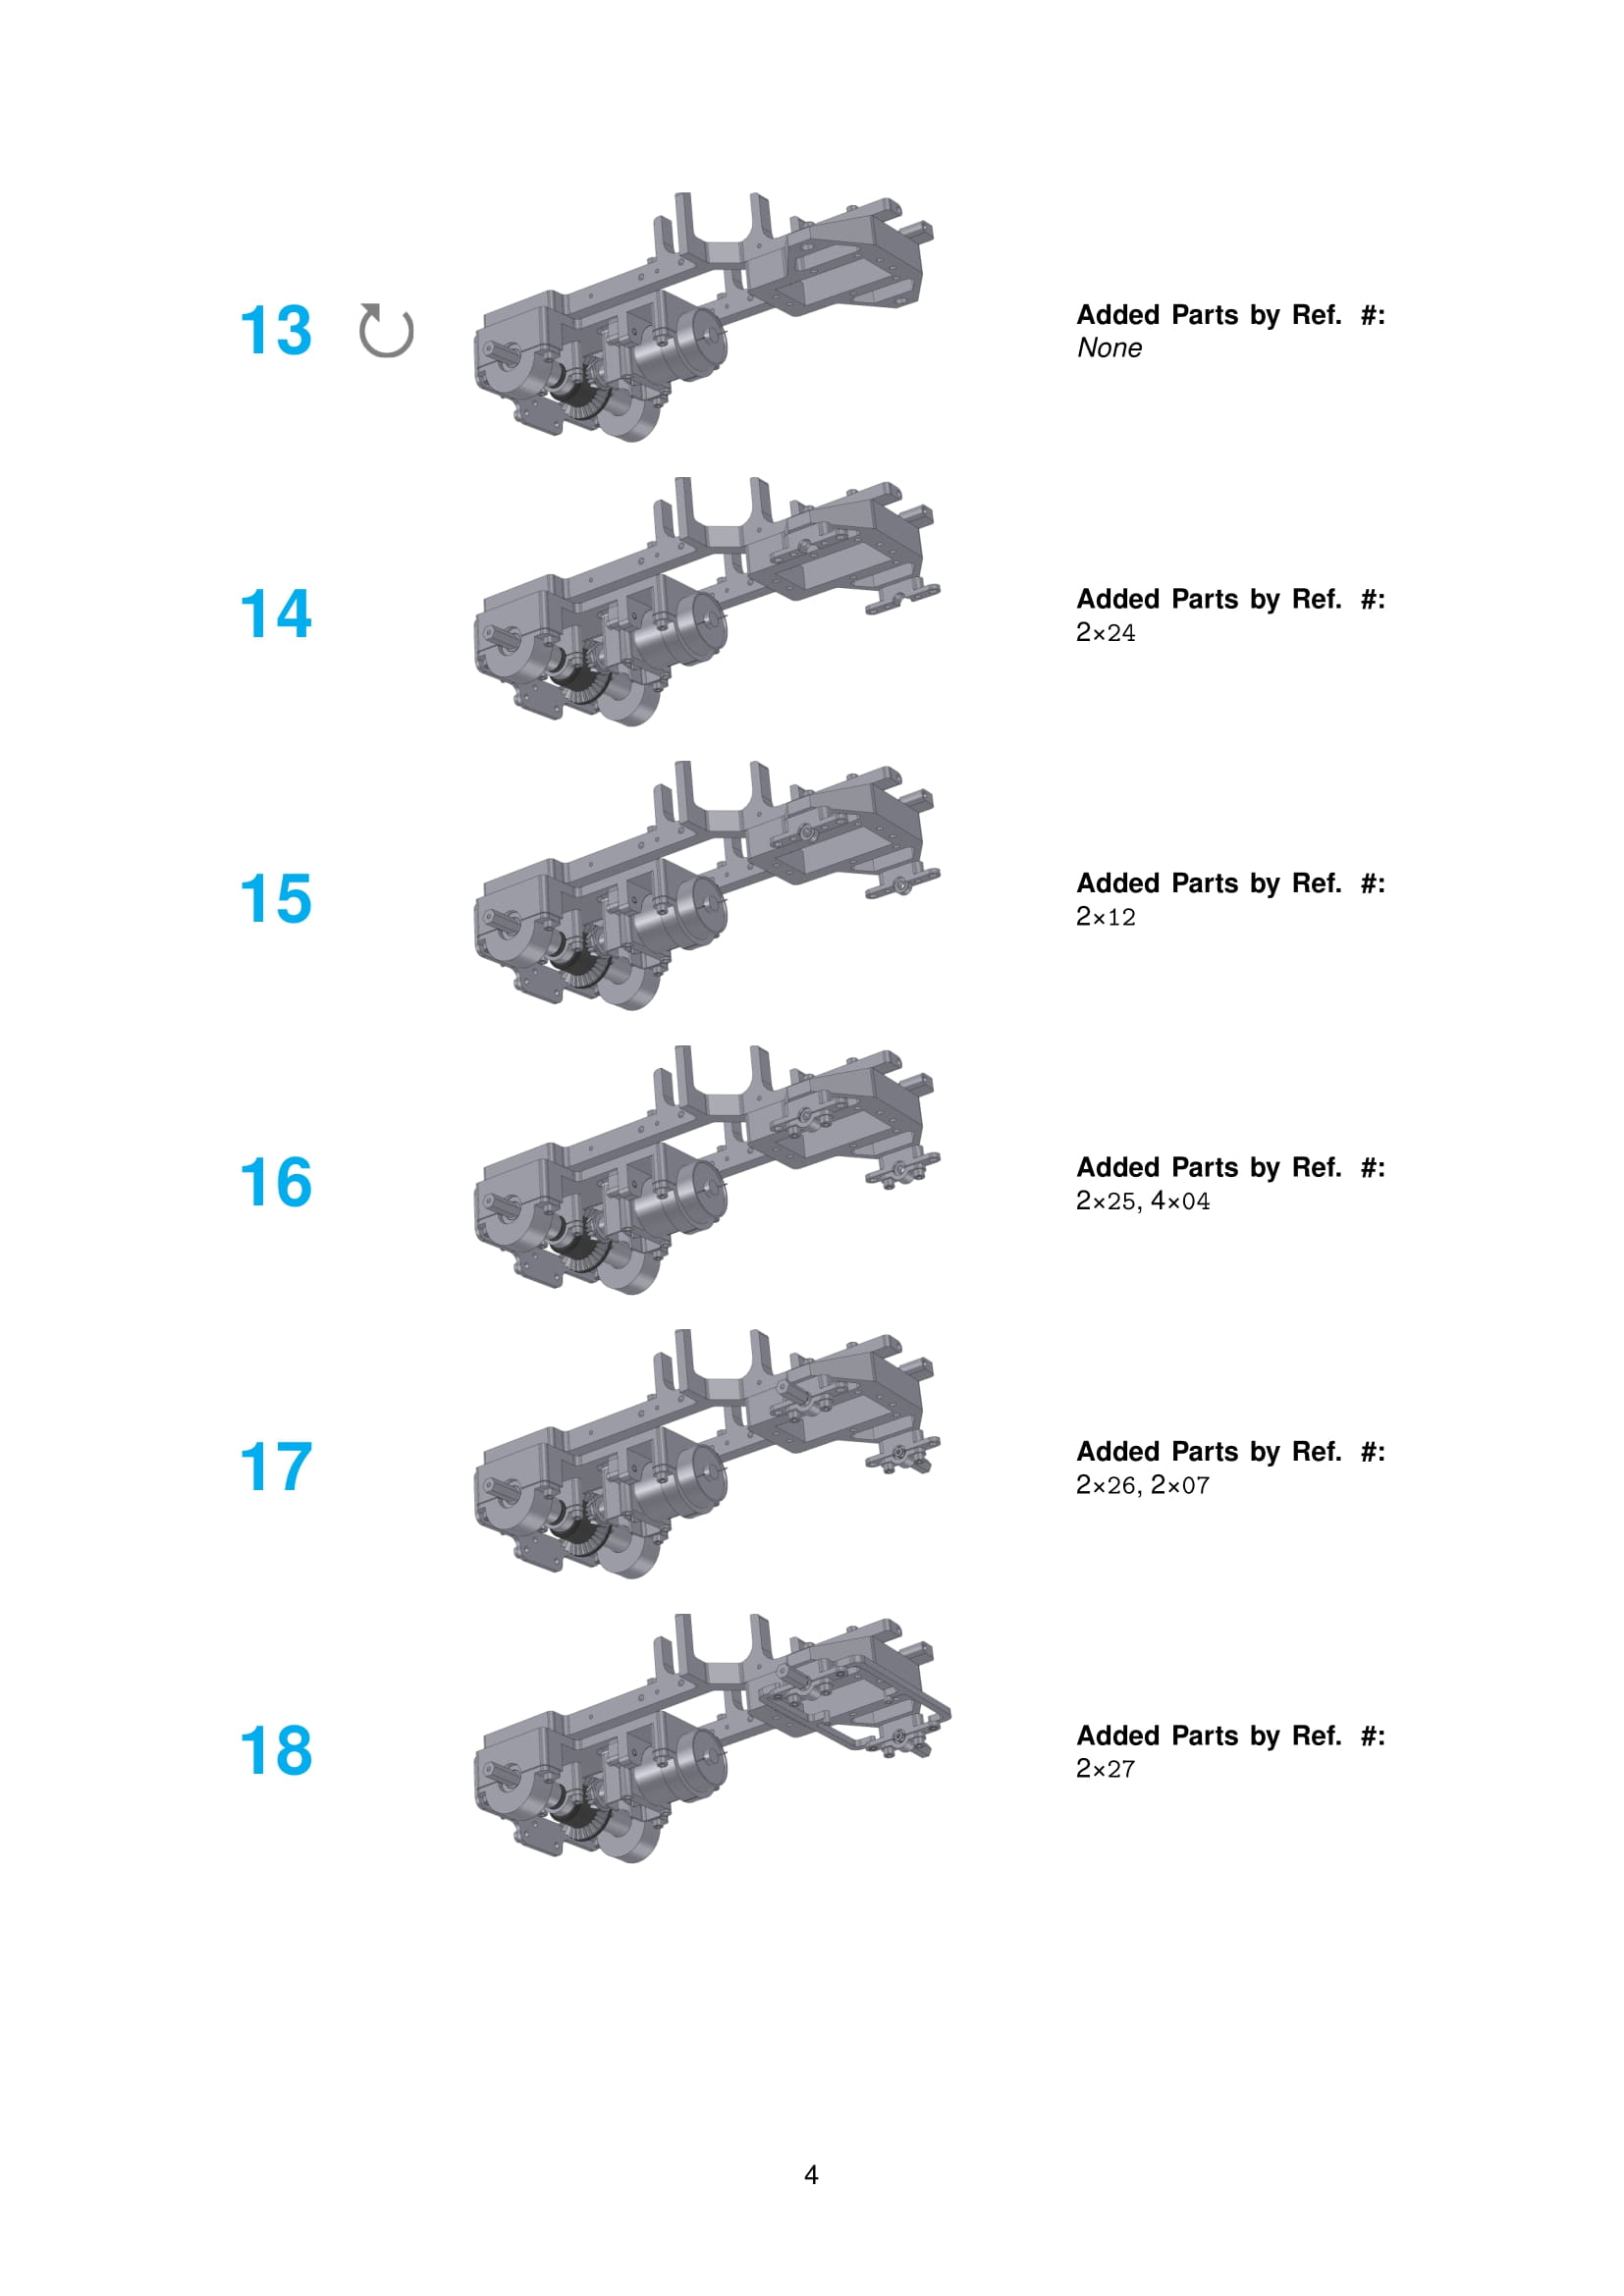 13
Added Parts by Ref. #:
None
14
Added Parts by Ref. #:
2×24
15
Added Parts by Ref. #:
2×12
16
Added Parts by Ref. #:
2×25, 4×04
17
Added Parts by Ref. #:
2×26, 2×07
18
Added Parts by Ref. #:
2×27
4